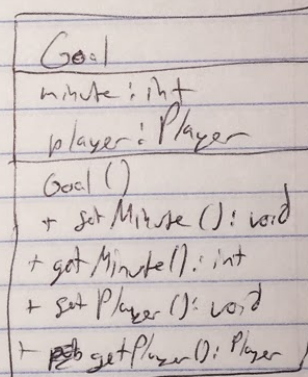 Goal
minute : int
player : Player
Goal ()
+ set Minute () : void
+ get Minute () : int
+ set Player () : void
+ getPlayer () : Player